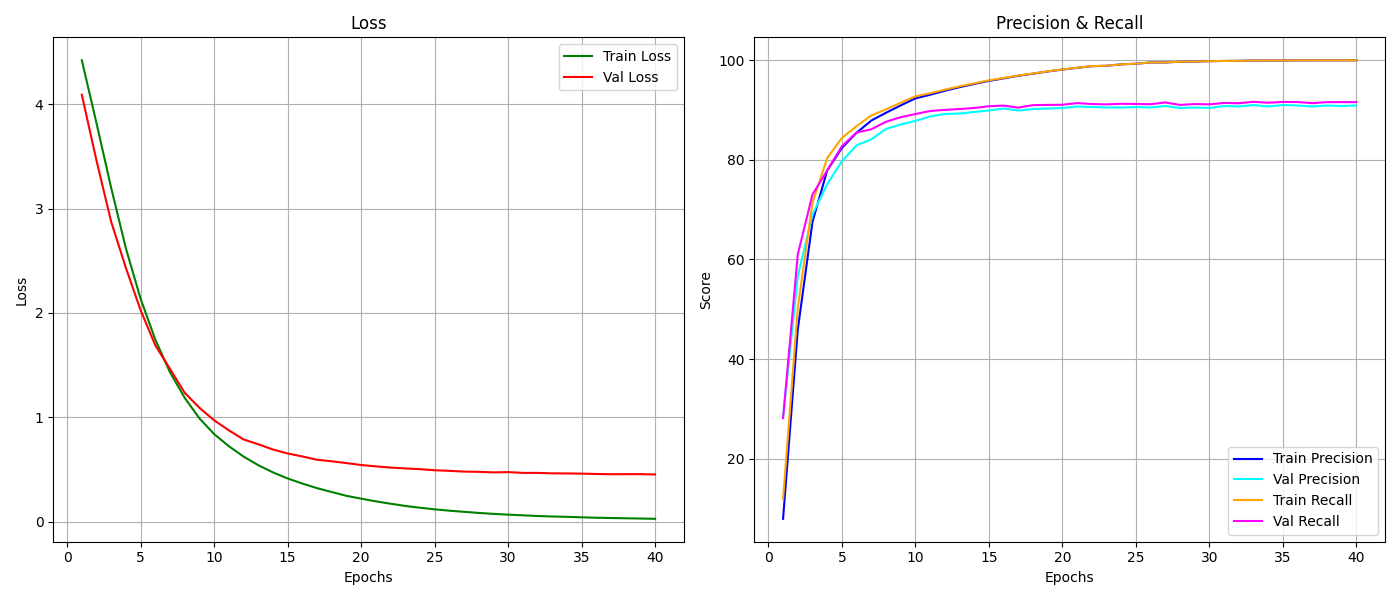 Loss
Train Loss
Val Loss
Loss
4
3
2
1
0
0 5 10 15 20 25 30 35 40
Epochs
Precision & Recall
Score
100
80
60
40
20
Train Precision
Val Precision
Train Recall
Val Recall
0 5 10 15 20 25 30 35 40
Epochs